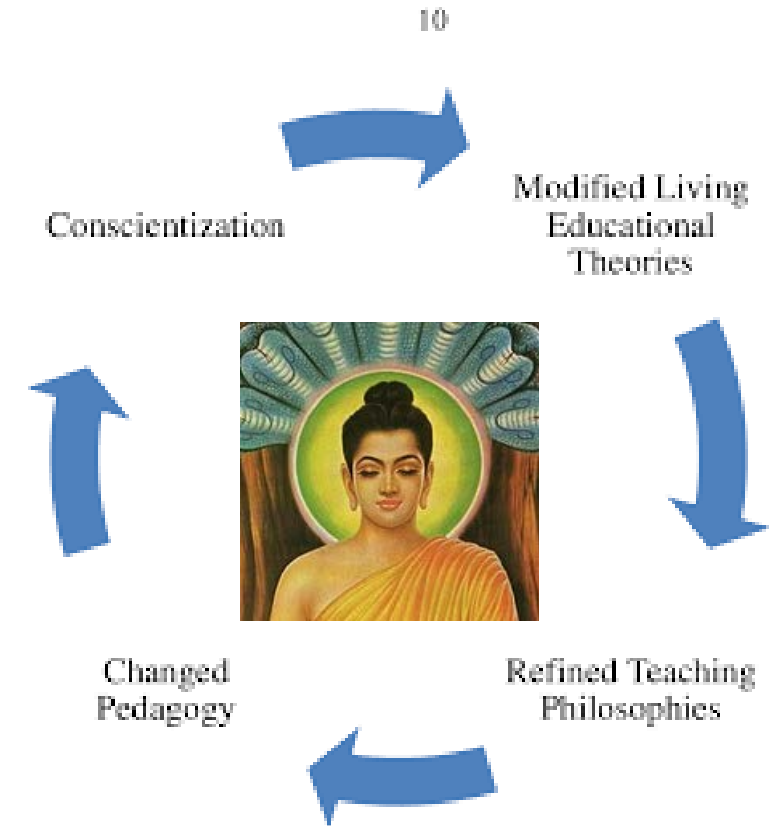 10
Conscientization
Modified Living
Educational
Theories
Refined Teaching
Philosophies
Changed
Pedagogy